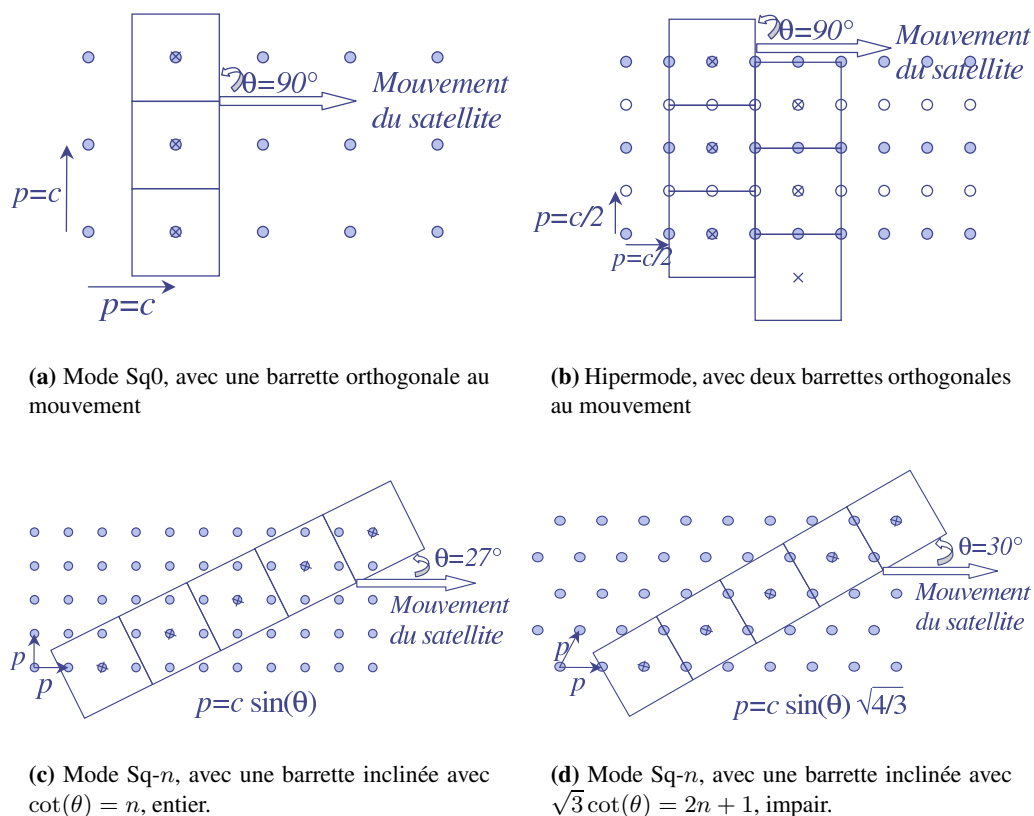 θ=90°
Mouvement
du satellite
p=c
p=c
(a) Mode Sq0, avec une barrette orthogonale au
mouvement
θ=90°
Mouvement
du satellite
p=c/2
p=c/2
(b) Hipermode, avec deux barrettes orthogonales
au mouvement
θ=27°
Mouvement
du satellite
p
p
p=c sin(θ)
(c) Mode Sq-n, avec une barrette inclinée avec
cot(θ) = n, entier.
θ=30°
Mouvement
du satellite
p
p
p=c sin(θ) √4/3
(d) Mode Sq-n, avec une barrette inclinée avec
√3 cot(θ) = 2n + 1, impair.